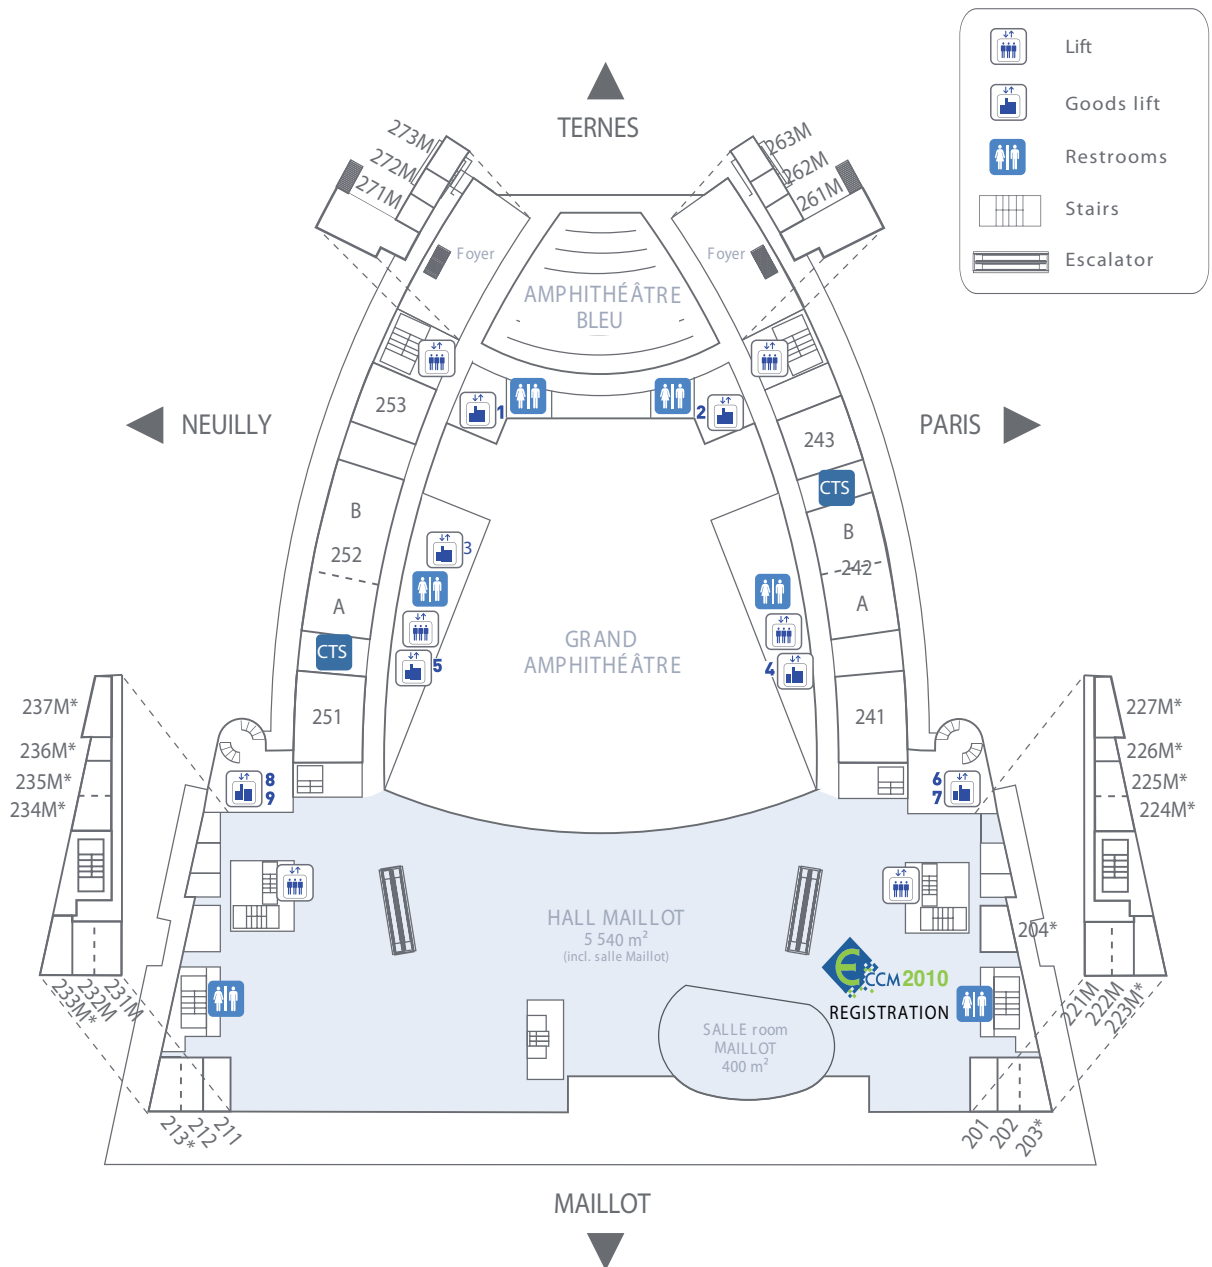 Lift
Goods lift
Restrooms
Stairs
Escalator
TERNES
273M
272M
271M
263M
262M
261M
Foyer
Foyer
AMPHITHÉÂTRE
BLEU
NEUILLY
PARIS
253
1
2
243
CTS
B
252
A
CTS
251
3
5
GRAND
AMPHITHÉÂTRE
4
B
242
A
241
237M*
236M*
235M*
234M*
233M*
232M
231M
227M*
226M*
225M*
224M*
221M
222M
223M*
8
9
6
7
HALL MAILLOT
5 540 m²
(incl. salle Maillot)
204*
ECCM 2010
REGISTRATION
SALLE room
MAILLOT
400 m²
213*
212
211
201
202
203*
MAILLOT